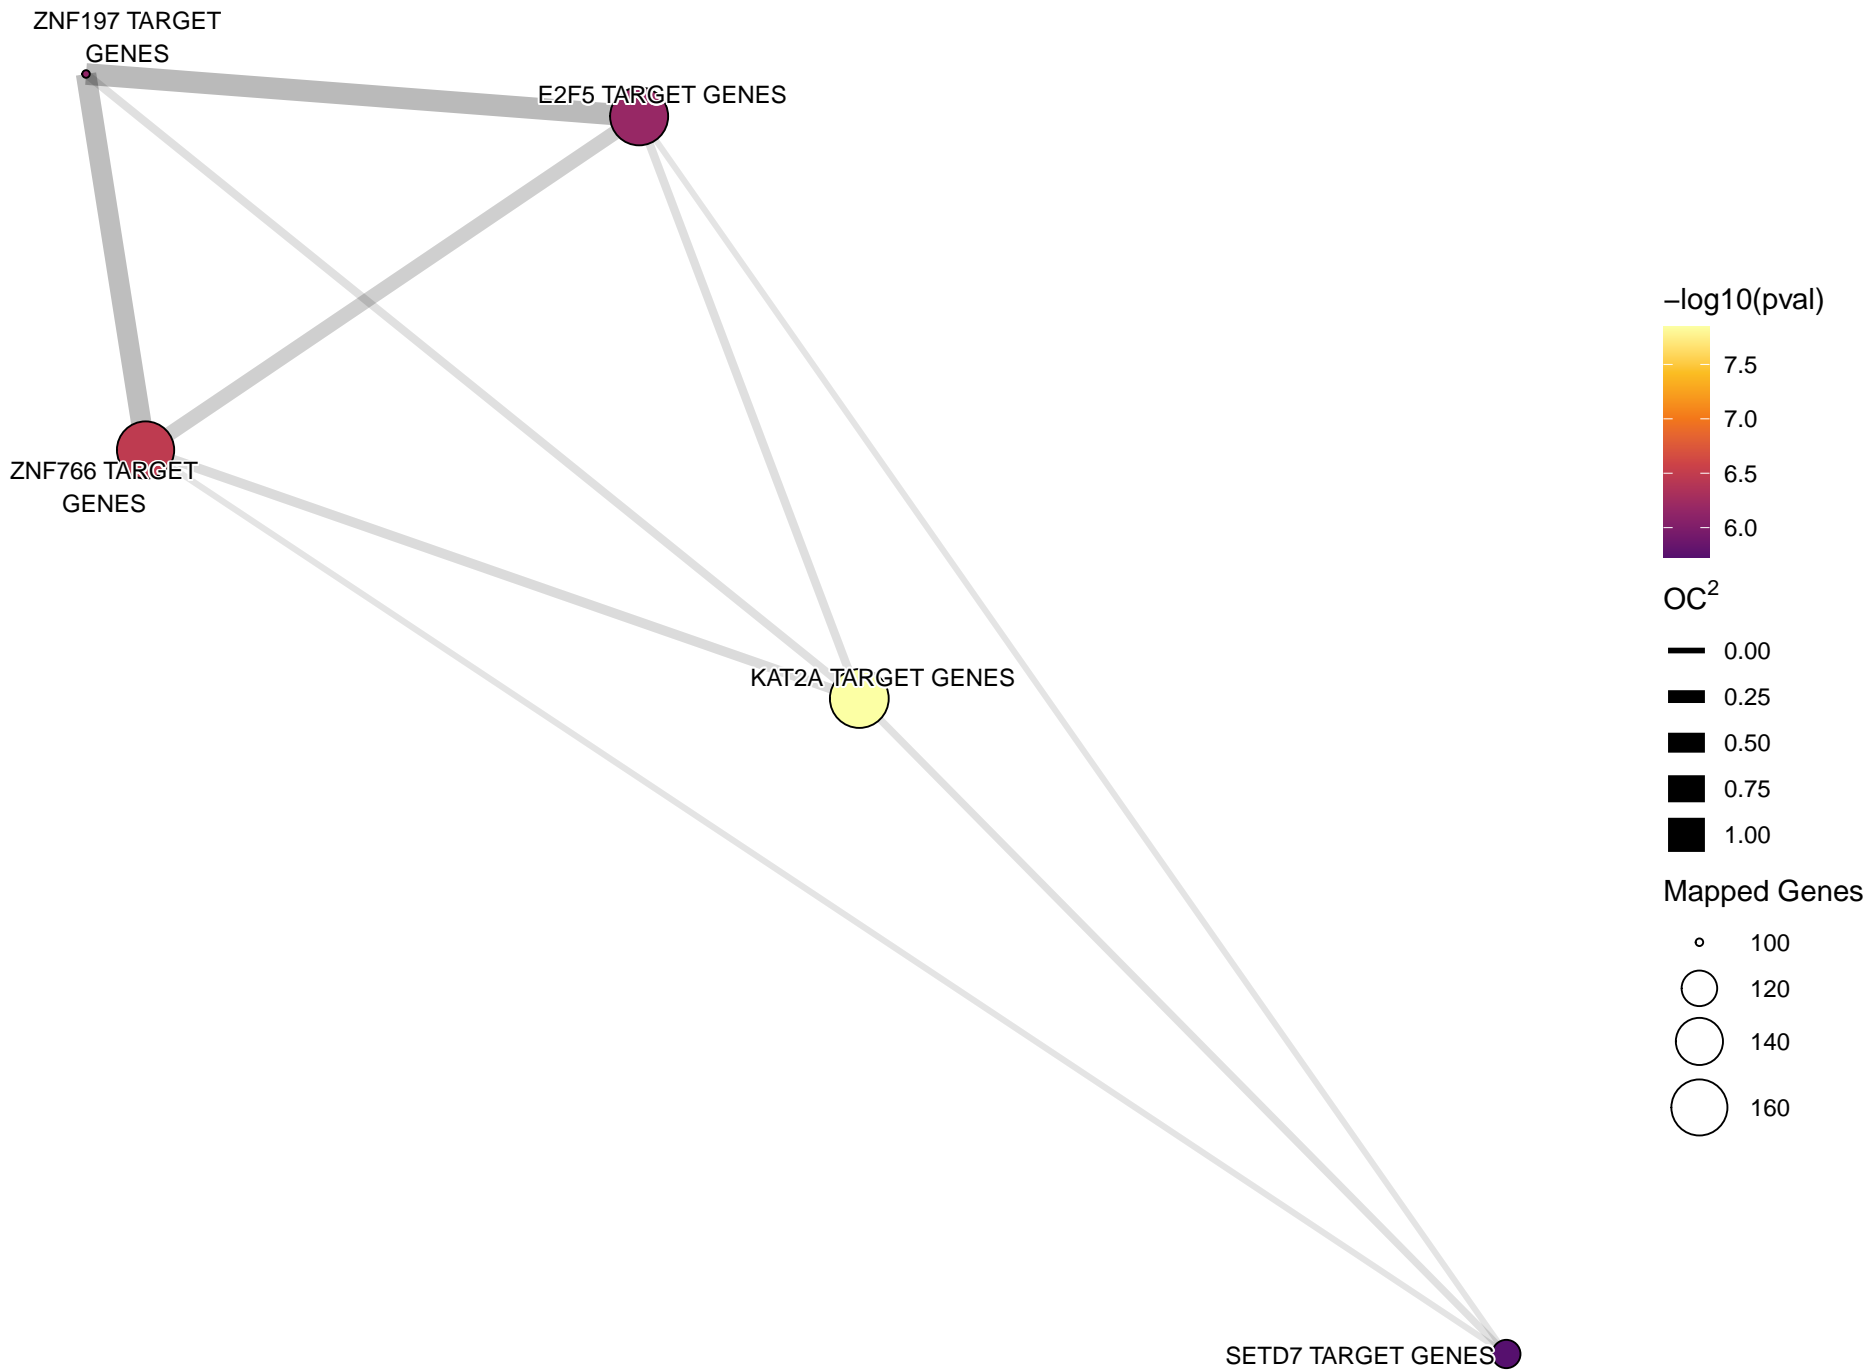 ZNF197 TARGET
GENES
E2F5 TARGET GENES
ZNF766 TARGET
GENES
KAT2A TARGET GENES
SETD7 TARGET GENES
−log10(pval)
7.5
7.0
6.5
6.0
OC²
0.00
0.25
0.50
0.75
1.00
Mapped Genes
100
120
140
160